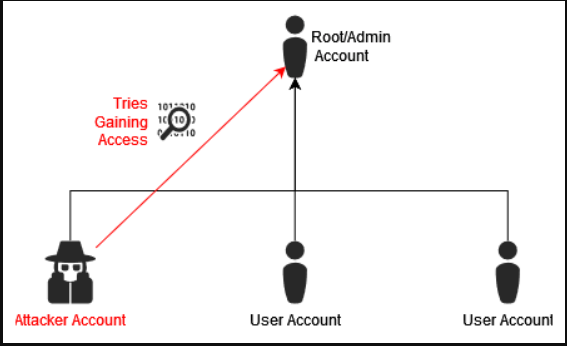 Root/Admin
Account
Tries
Gaining
Access
Attacker Account
User Account
User Account